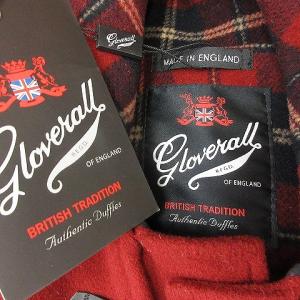 Gloverall
MADE IN ENGLAND
Gloverall
REGD.
OF ENGLAND
BRITISH TRADITION
Authentic Duffles
Gloverall
REGD.
OF ENGLAND
BRITISH TRADITION
Authentic Duffles